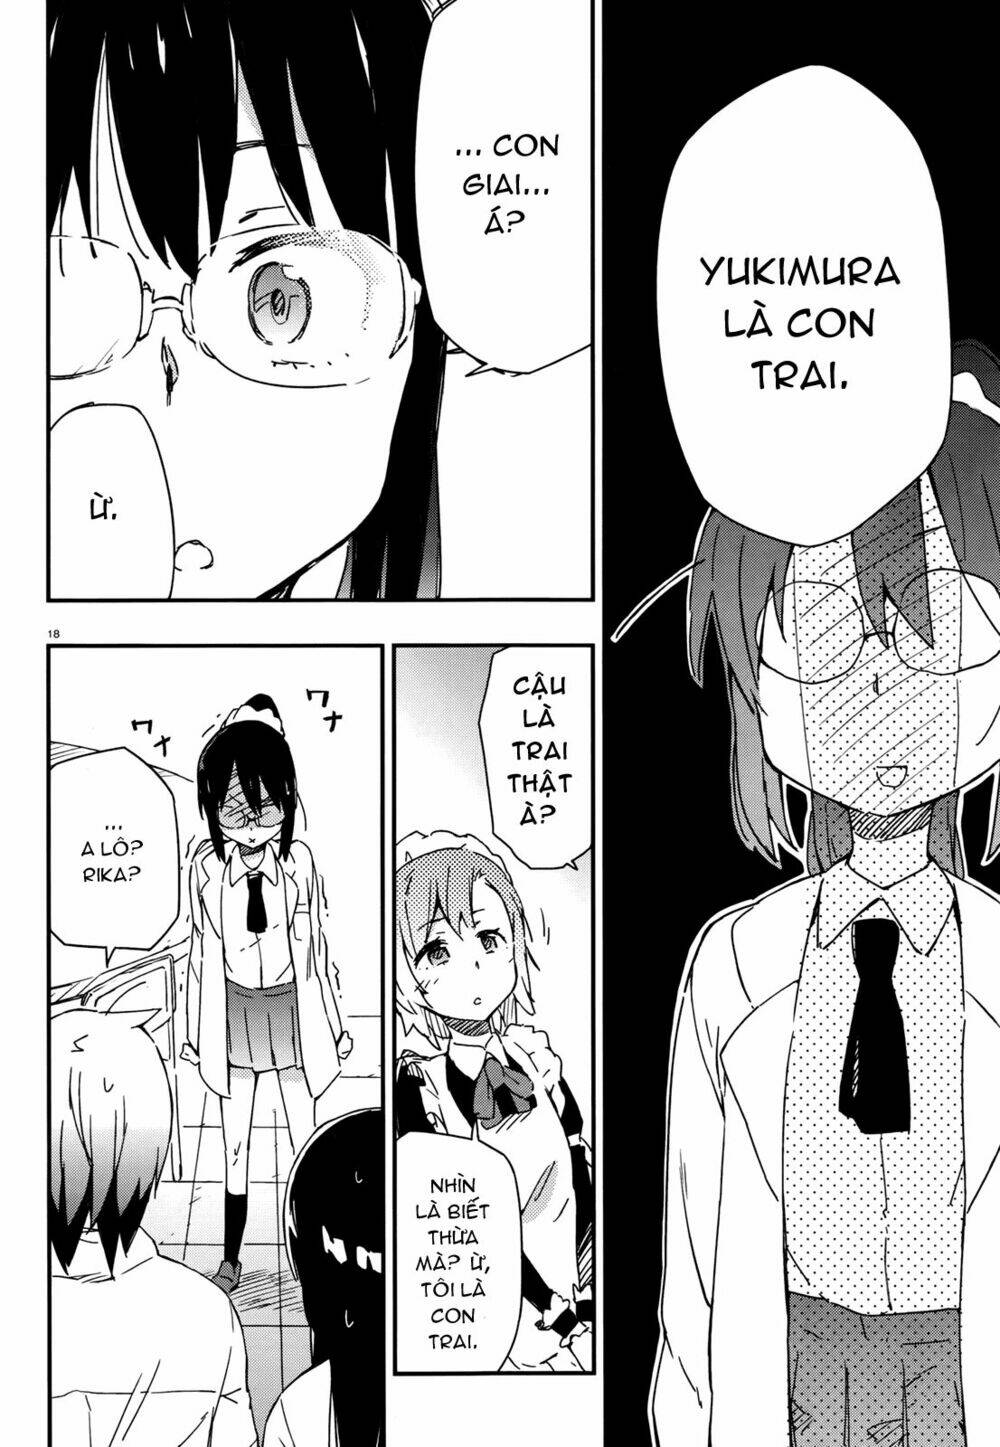 YUKIMURA
LÀ CON
TRAI.
... CON
GIAI...
Á?
Ừ.
18
CẬU
LÀ
TRAI
THẬT
À?
NHÌN
LÀ BIẾT
THỪA
MÀ? Ừ,
TÔI LÀ
CON
TRAI.
ワナ
ワナ
...
A LÔ?
RIKA?